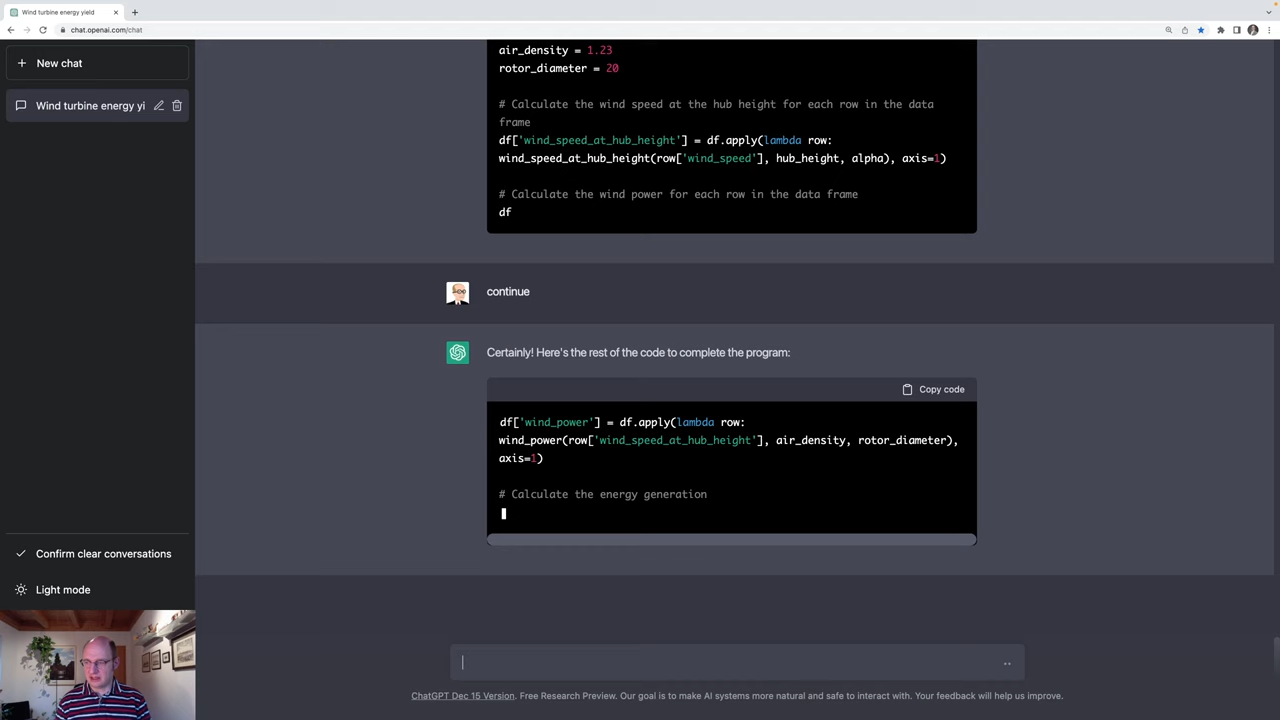 Wind turbine energy yield
chat.openai.com/chat
New chat
Wind turbine energy yi
Confirm clear conversations
Light mode
air_density = 1.23
rotor_diameter = 20
# Calculate the wind speed at the hub height for each row in the data
frame
df['wind_speed_at_hub_height'] = df.apply(lambda row:
wind_speed_at_hub_height(row['wind_speed'], hub_height, alpha), axis=1)
# Calculate the wind power for each row in the data frame
df
continue
Certainly! Here's the rest of the code to complete the program:
Copy code
df['wind_power'] = df.apply(lambda row:
wind_power(row['wind_speed_at_hub_height'], air_density, rotor_diameter),
axis=1)
# Calculate the energy generation
ChatGPT Dec 15 Version. Free Research Preview. Our goal is to make AI systems more natural and safe to interact with. Your feedback will help us improve.